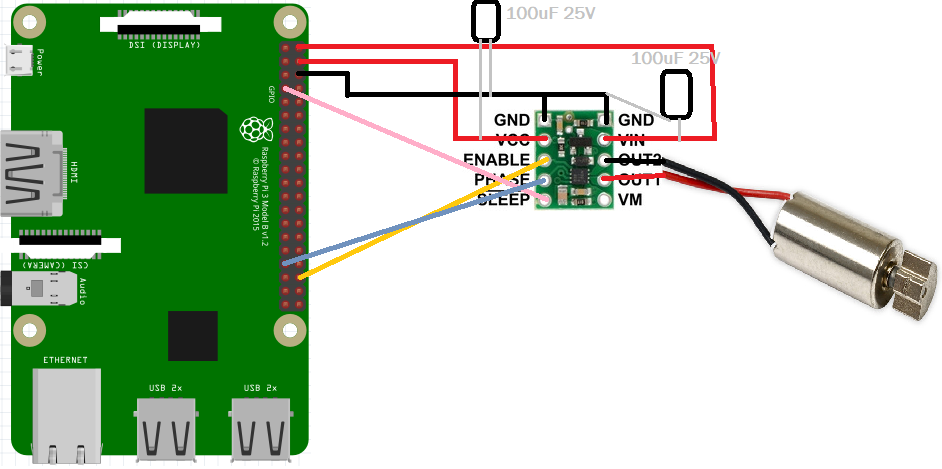 100uF 25V
100uF 25V
DSI (DISPLAY)
Power
GPIO
HDMI
Raspberry Pi 3 Model B v1.2
© Raspberry Pi 2015
CSI (CAMERA)
Audio
ETHERNET
USB 2x
USB 2x
GND
VCC
ENABLE
PHASE
SLEEP
GND
VIN
OUT2
OUT1
VM